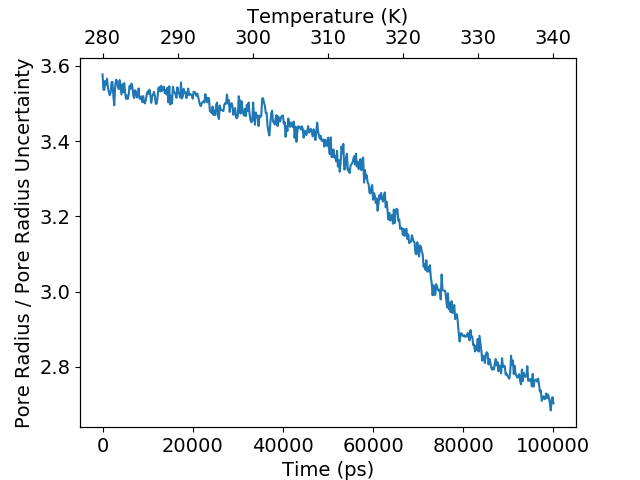 Temperature (K)
280 290 300 310 320 330 340
Pore Radius / Pore Radius Uncertainty
3.6
3.4
3.2
3.0
2.8
0 20000 40000 60000 80000 100000
Time (ps)